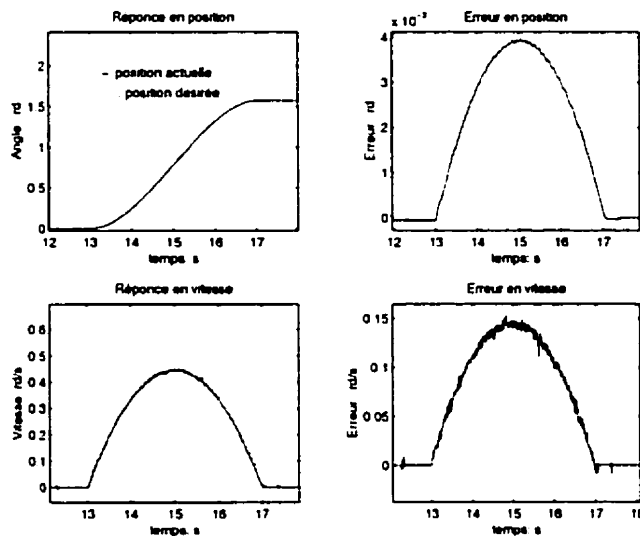 Reponce en position
Angle rd
2
1.5
1
0.5
0
– position actuelle
position desirée
12 13 14 15 16 17
temps s
Erreur en position
x 10⁻³
Erreur rd
4
3
2
1
0
12 13 14 15 16 17
temps: s
Réponce en vitesse
Vitesse rd/s
0.6
0.5
0.4
0.3
0.2
0.1
0
13 14 15 16 17
temps. s
Erreur en vitesse
Erreur rd/s
0.15
0.1
0.05
0
13 14 15 16 17 18
temps: s